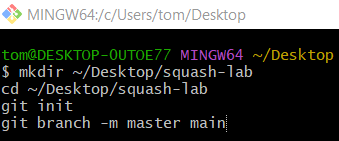 MINGW64:/c/Users/tom/Desktop
tom@DESKTOP-OUTOE77 MINGW64 ~/Desktop
$ mkdir ~/Desktop/squash-lab
cd ~/Desktop/squash-lab
git init
git branch -m master main